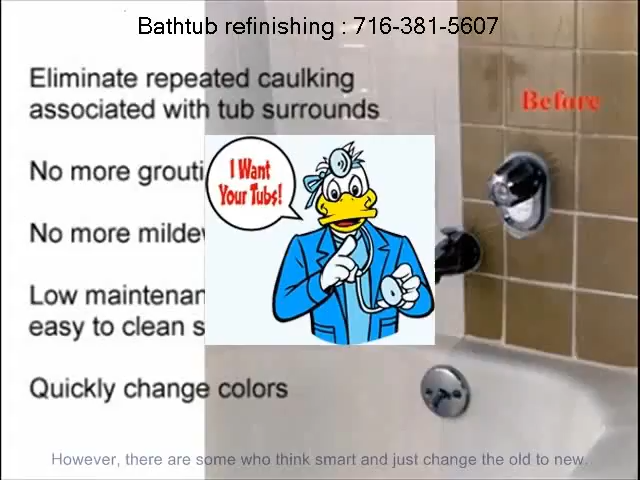 Bathtub refinishing : 716-381-5607
Eliminate repeated caulking
associated with tub surrounds
Before
No more grouti
I Want
Your Tubs!
No more milde
Low maintenan
easy to clean s
Quickly change colors
However, there are some who think smart and just change the old to new.